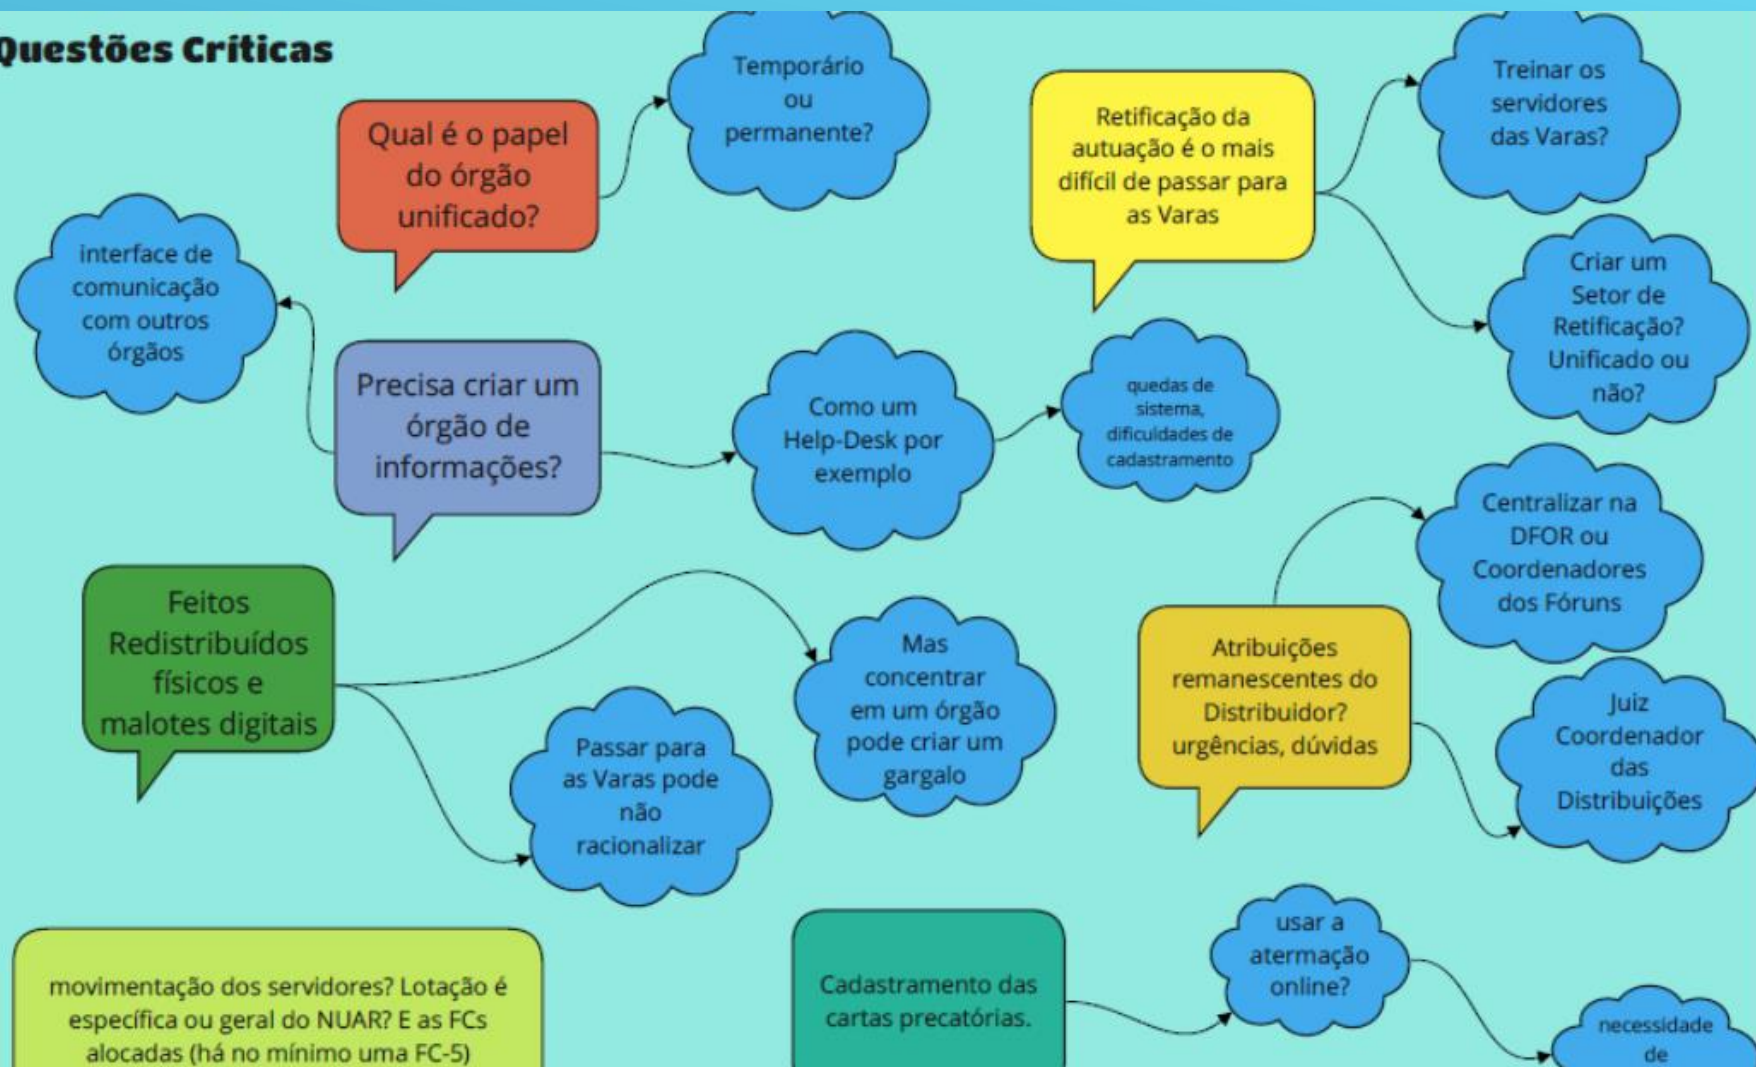 Questões Críticas
Qual é o papel
do órgão
unificado?
Temporário
ou
permanente?
Retificação da
autuação é o mais
difícil de passar para
as Varas
Treinar os
servidores
das Varas?
Criar um
Setor de
Retificação?
Unificado ou
não?
interface de
comunicação
com outros
órgãos
Precisa criar um
órgão de
informações?
Como um
Help-Desk por
exemplo
quedas de
sistema,
dificuldades de
cadastramento
Feitos
Redistribuídos
físicos e
malotes digitais
Mas
concentrar
em um órgão
pode criar um
gargalo
Passar para
as Varas pode
não
racionalizar
Atribuições
remanescentes do
Distribuidor?
urgências, dúvidas
Centralizar na
DFOR ou
Coordenadores
dos Fóruns
Juiz
Coordenador
das
Distribuições
movimentação dos servidores? Lotação é
específica ou geral do NUAR? E as FCs
alocadas (há no mínimo uma FC-5)
Cadastramento das
cartas precatórias.
usar a
atermação
online?
necessidade
de